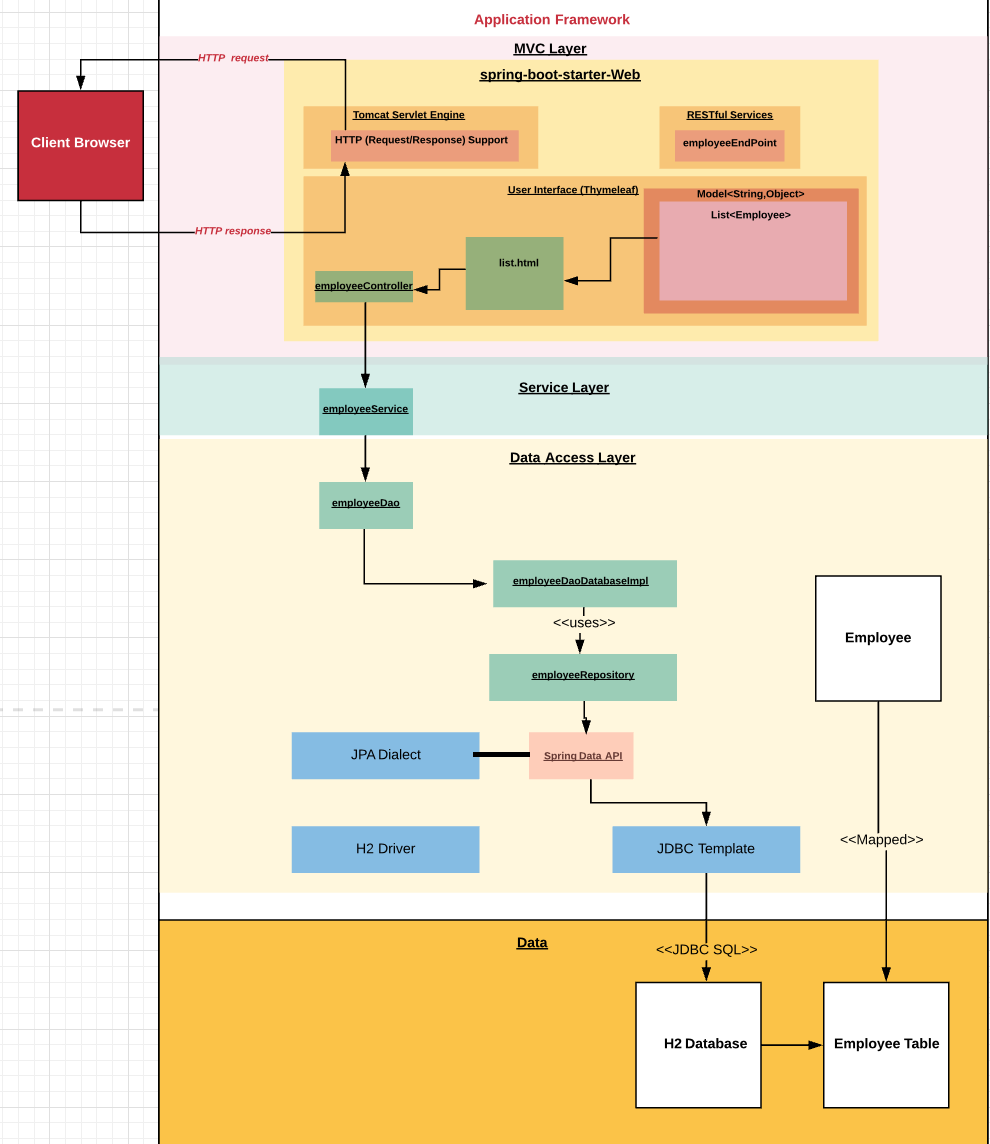 Application Framework
MVC Layer
HTTP request
spring-boot-starter-Web
Tomcat Servlet Engine
RESTful Services
Client Browser
HTTP (Request/Response) Support
employeeEndPoint
User Interface (Thymeleaf)
Model<String,Object>
List<Employee>
HTTP response
list.html
employeeController
Service Layer
employeeService
Data Access Layer
employeeDao
employeeDaoDatabaseImpl
<<uses>>
Employee
employeeRepository
JPA Dialect
Spring Data API
<<Mapped>>
H2 Driver
JDBC Template
Data
<<JDBC SQL>>
H2 Database
Employee Table